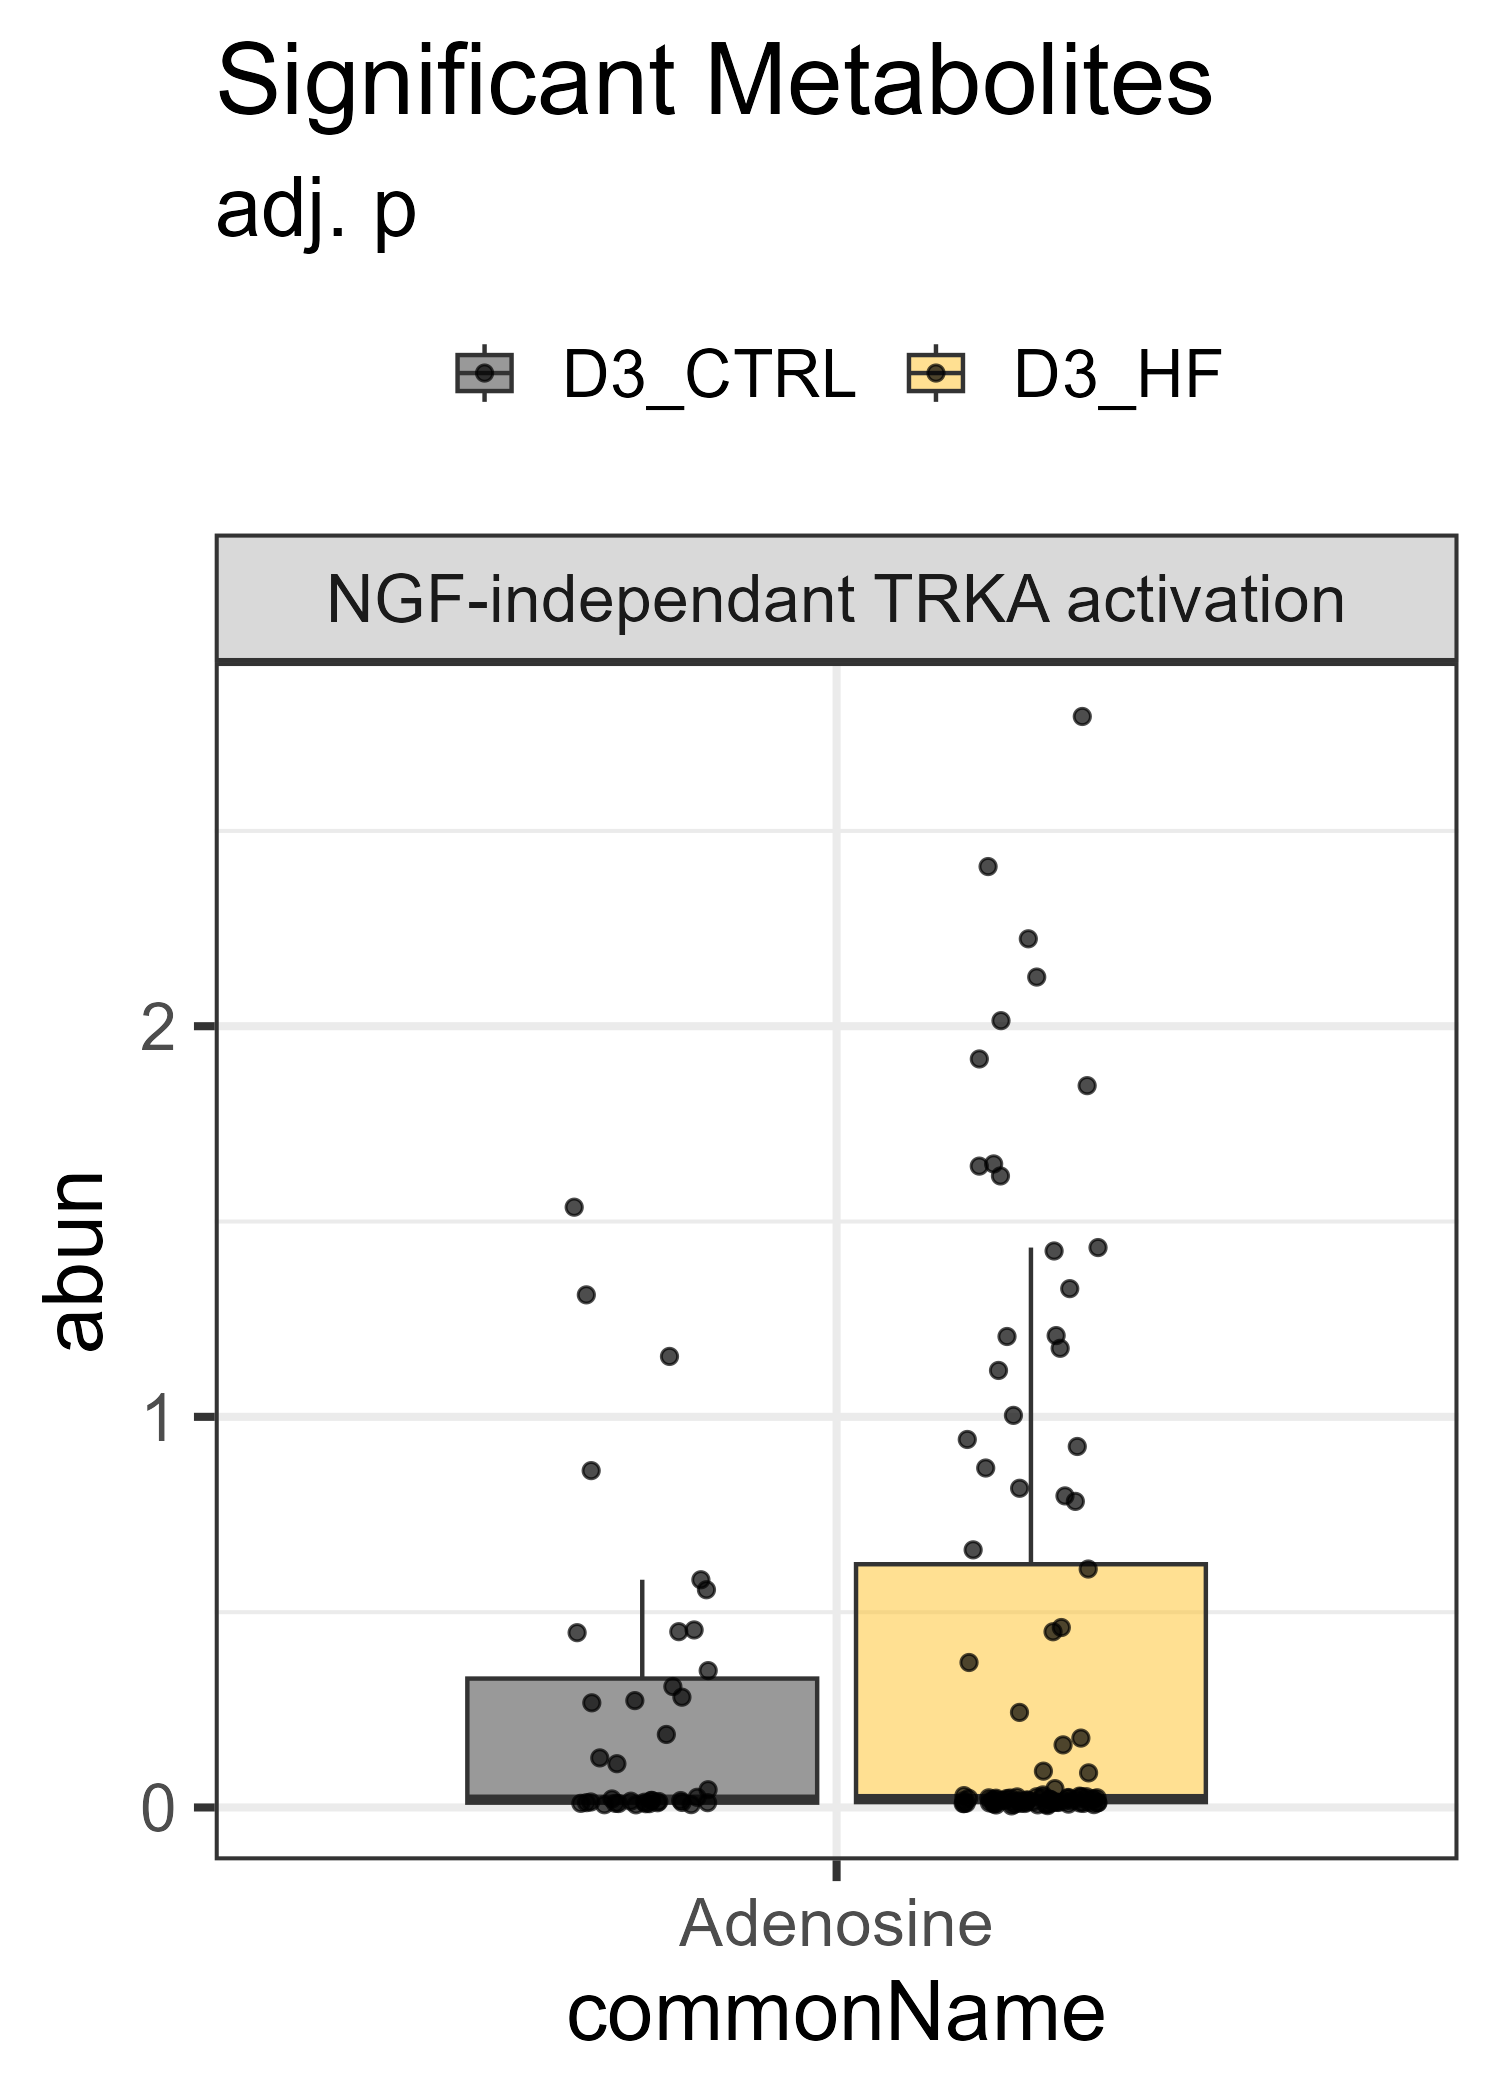 Significant Metabolites
adj. p
D3_CTRL D3_HF
NGF-independant TRKA activation
2
1
0
abun
Adenosine
commonName